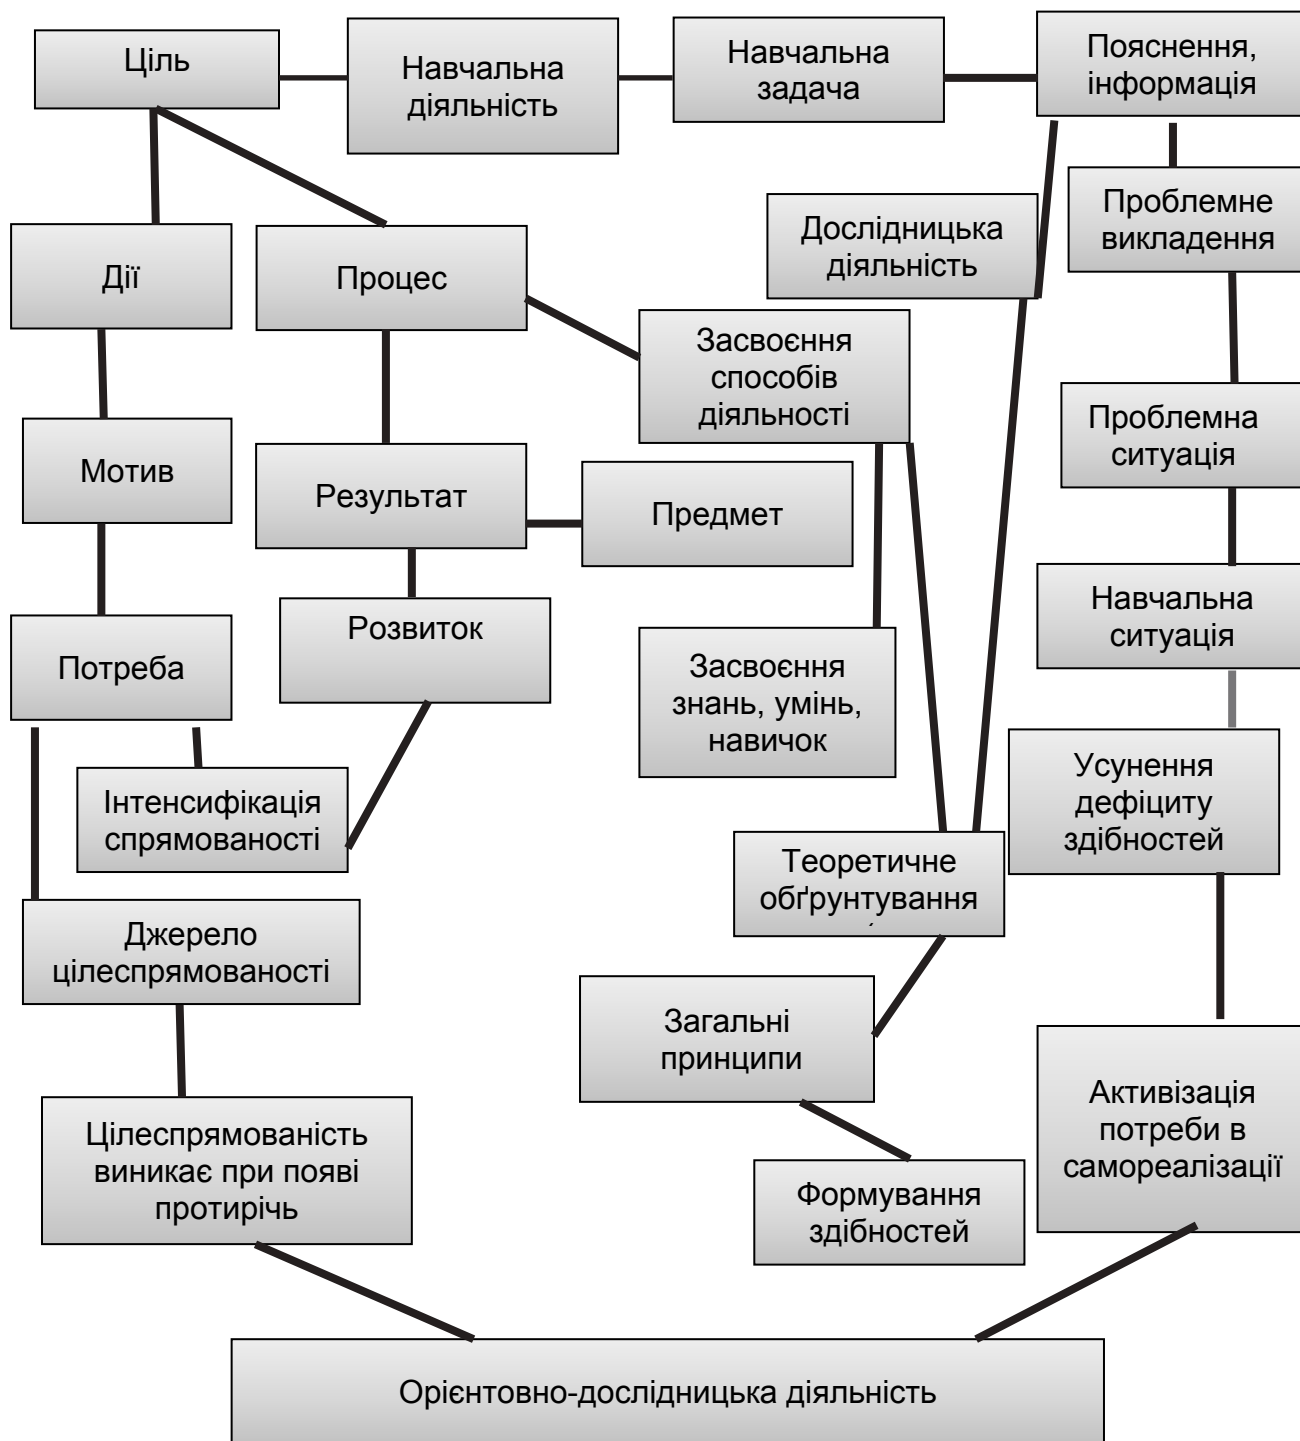 Ціль
Навчальна
діяльність
Навчальна
задача
Пояснення,
інформація
Проблемне
викладення
Дослідницька
діяльність
Дії
Процес
Засвоєння
способів
діяльності
Проблемна
ситуація
Мотив
Результат
Предмет
Навчальна
ситуація
Потреба
Розвиток
Засвоєння
знань, умінь,
навичок
Усунення
дефіциту
здібностей
Інтенсифікація
спрямованості
Теоретичне
обґрунтування
Джерело
цілеспрямованості
Загальні
принципи
Активізація
потреби в
самореалізації
Цілеспрямованість
виникає при появі
протирічь
Формування
здібностей
Орієнтовно-дослідницька діяльність